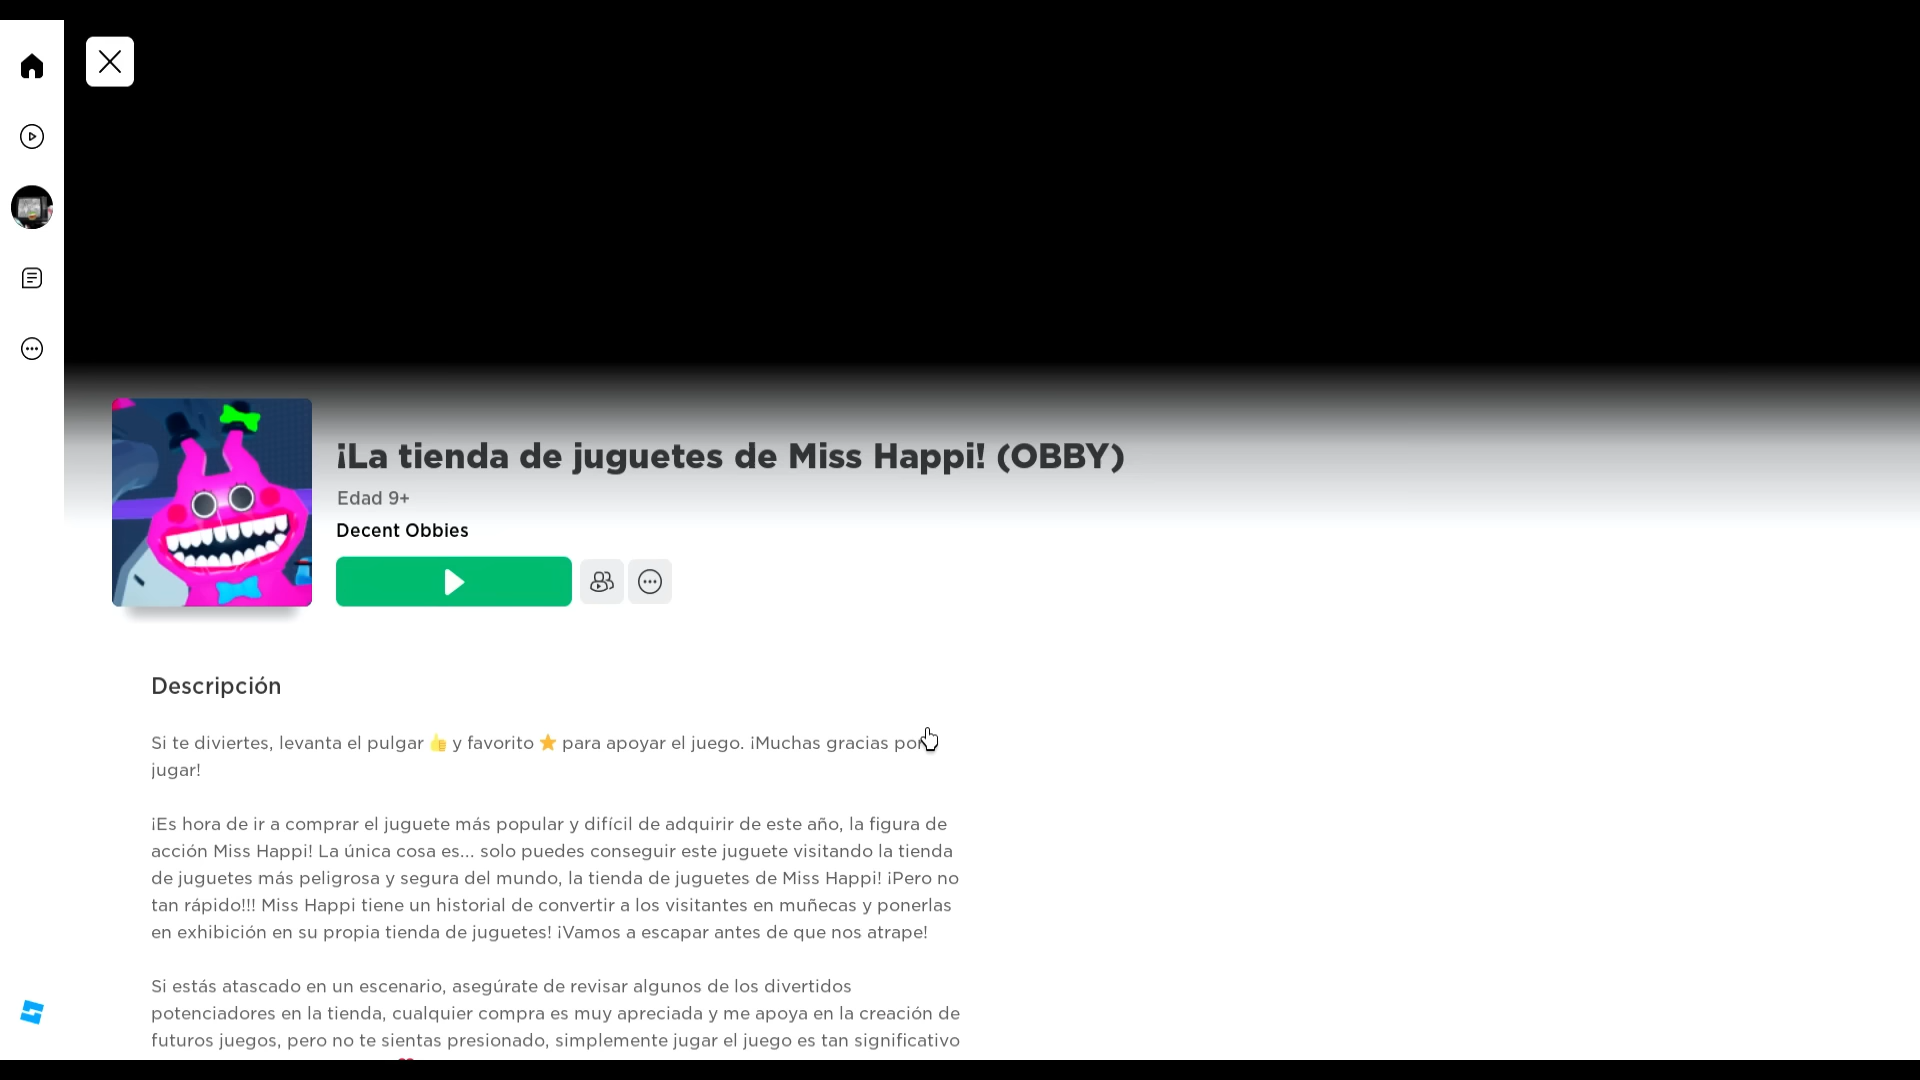 ¡La tienda de juguetes de Miss Happi! (OBBY)
Edad 9+
Decent Obbies
Descripción
Si te diviertes, levanta el pulgar 👍 y favorito ⭐ para apoyar el juego. ¡Muchas gracias por
jugar!
¡Es hora de ir a comprar el juguete más popular y difícil de adquirir de este año, la figura de
acción Miss Happi! La única cosa es... solo puedes conseguir este juguete visitando la tienda
de juguetes más peligrosa y segura del mundo, la tienda de juguetes de Miss Happi! ¡Pero no
tan rápido!!! Miss Happi tiene un historial de convertir a los visitantes en muñecas y ponerlas
en exhibición en su propia tienda de juguetes! ¡Vamos a escapar antes de que nos atrape!
Si estás atascado en un escenario, asegúrate de revisar algunos de los divertidos
potenciadores en la tienda, cualquier compra es muy apreciada y me apoya en la creación de
futuros juegos, pero no te sientas presionado, simplemente jugar el juego es tan significativo